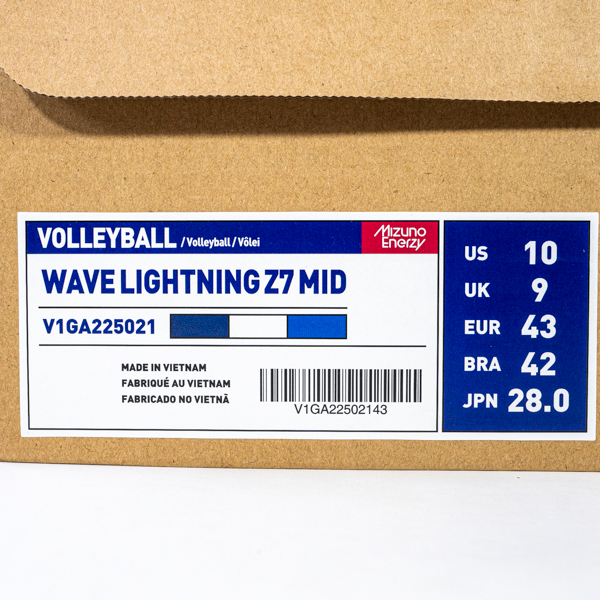 VOLLEYBALL / Volleyball / Vôlei
Mizuno
Enerzy
WAVE LIGHTNING Z7 MID
V1GA225021
MADE IN VIETNAM
FABRIQUÉ AU VIETNAM
FABRICADO NO VIETNÃ
V1GA22502143
US 10
UK 9
EUR 43
BRA 42
JPN 28.0